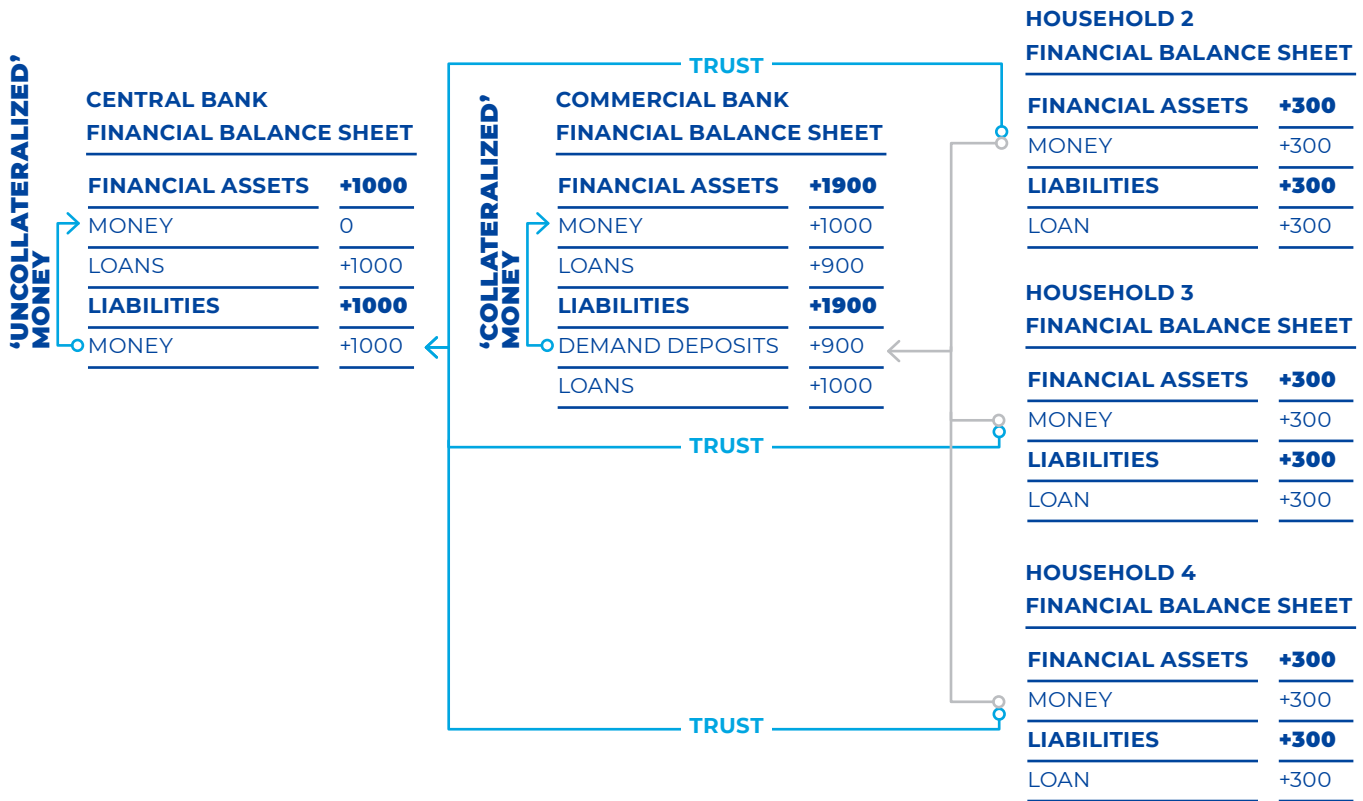 ‘UNCOLLATERALIZED’
MONEY
CENTRAL BANK
FINANCIAL BALANCE SHEET
FINANCIAL ASSETS +1000
MONEY 0
LOANS +1000
LIABILITIES +1000
MONEY +1000
‘COLLATERALIZED’
MONEY
COMMERCIAL BANK
FINANCIAL BALANCE SHEET
FINANCIAL ASSETS +1900
MONEY +1000
LOANS +900
LIABILITIES +1900
DEMAND DEPOSITS +900
LOANS +1000
TRUST
TRUST
TRUST
HOUSEHOLD 2
FINANCIAL BALANCE SHEET
FINANCIAL ASSETS +300
MONEY +300
LIABILITIES +300
LOAN +300
HOUSEHOLD 3
FINANCIAL BALANCE SHEET
FINANCIAL ASSETS +300
MONEY +300
LIABILITIES +300
LOAN +300
HOUSEHOLD 4
FINANCIAL BALANCE SHEET
FINANCIAL ASSETS +300
MONEY +300
LIABILITIES +300
LOAN +300